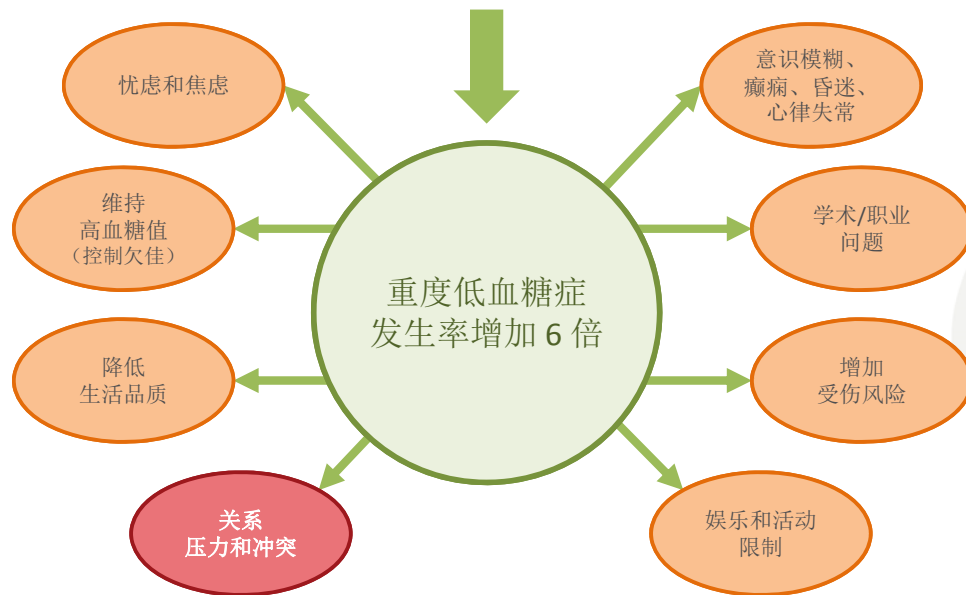 忧虑和焦虑
意识模糊、
癫痫、昏迷、
心律失常
维持
高血糖值
（控制欠佳）
学术/职业
问题
重度低血糖症
发生率增加 6 倍
降低
生活品质
增加
受伤风险
关系
压力和冲突
娱乐和活动
限制